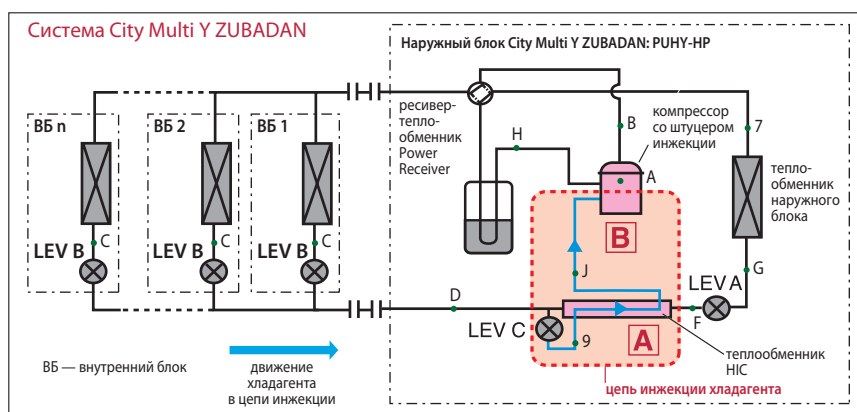 Система City Multi Y ZUBADAN
Наружный блок City Multi Y ZUBADAN: PUHY-HP
ресивер-
тепло-
обменник
Power
Receiver
компрессор
со штуцером
инжекции
B
7
H
A
ВБ n
ВБ 2
ВБ 1
тепло-
обменник
наружного
блока
B
LEV B
C
LEV B
C
LEV B
C
J
G
LEV A
D
F
LEV C
9
A
теплообменник
HIC
ВБ — внутренний блок
движение
хладагента
в цепи инжекции
цепь инжекции хладагента